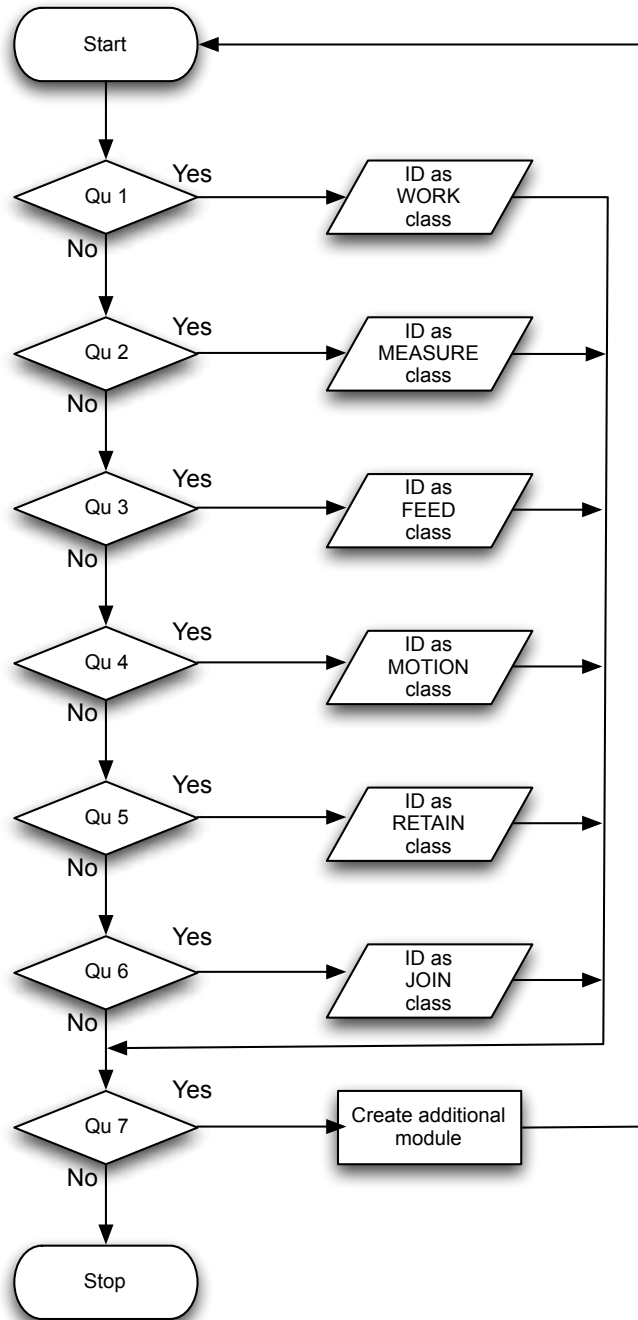 Start
Qu 1
Yes
No
ID as
WORK
class
Qu 2
Yes
No
ID as
MEASURE
class
Qu 3
Yes
No
ID as
FEED
class
Qu 4
Yes
No
ID as
MOTION
class
Qu 5
Yes
No
ID as
RETAIN
class
Qu 6
Yes
No
ID as
JOIN
class
Qu 7
Yes
No
Create additional
module
Stop